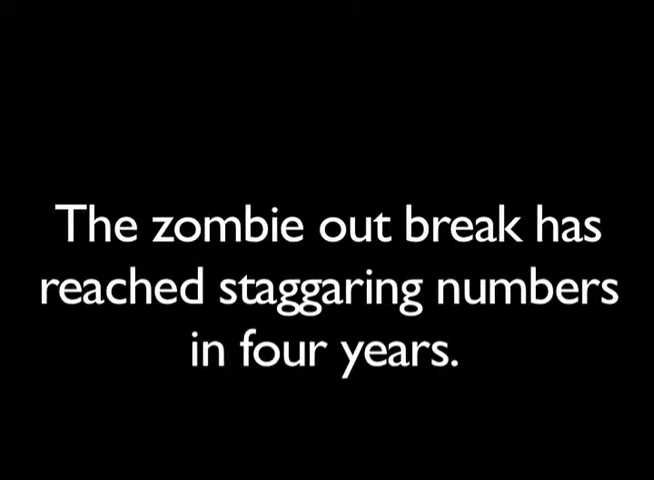 The zombie out break has
reached staggaring numbers
in four years.